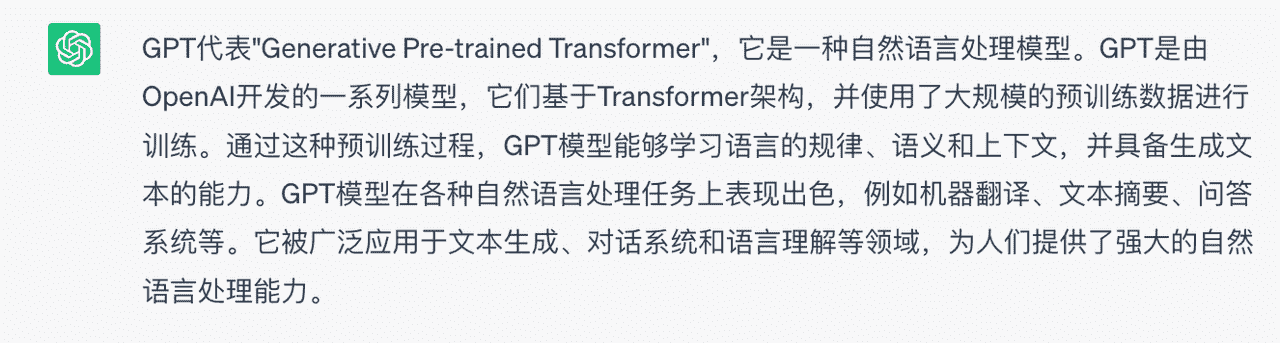 GPT代表"Generative Pre-trained Transformer"，它是一种自然语言处理模型。GPT是由
OpenAI开发的一系列模型，它们基于Transformer架构，并使用了大规模的预训练数据进行
训练。通过这种预训练过程，GPT模型能够学习语言的规律、语义和上下文，并具备生成文
本的能力。GPT模型在各种自然语言处理任务上表现出色，例如机器翻译、文本摘要、问答
系统等。它被广泛应用于文本生成、对话系统和语言理解等领域，为人们提供了强大的自然
语言处理能力。